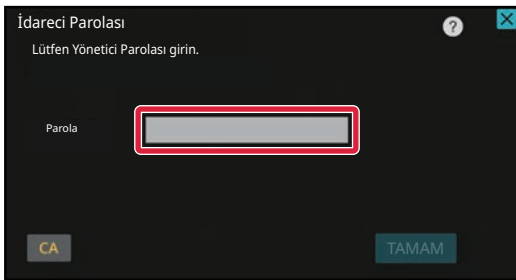 İdareci Parolası
?
Lütfen Yönetici Parolası girin.
Parola
CA
TAMAM